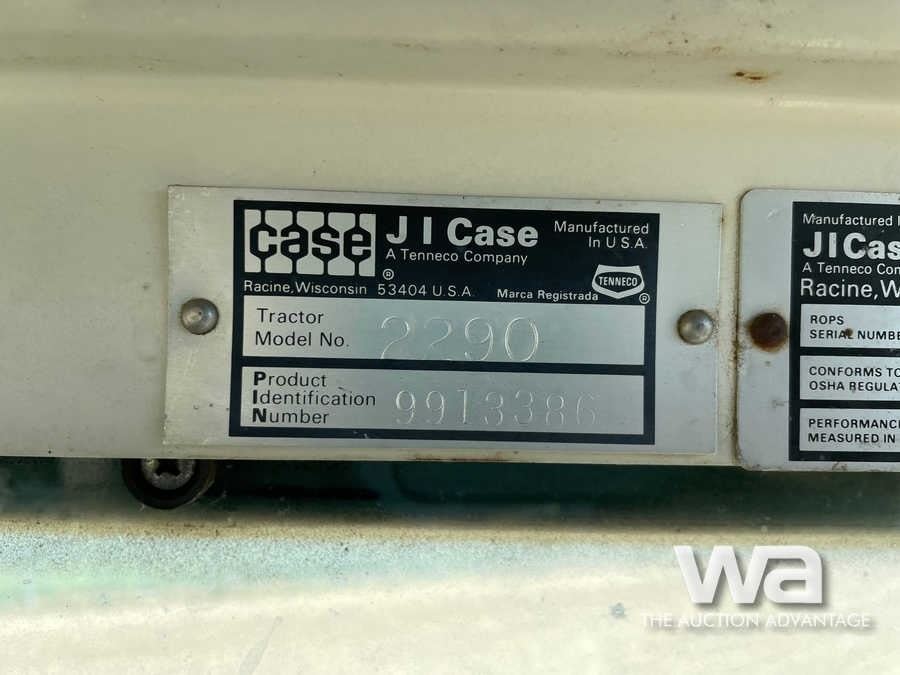 case ® J I Case
A Tenneco Company
Manufactured
In U.S.A.
Racine, Wisconsin 53404 U.S.A.
Marca Registrada TENNECO ®
Tractor
Model No. 2290
Product
Identification
Number 9913386
Manufactured
J I Cas
A Tenneco Com
Racine, W
ROPS
SERIAL NUMBE
CONFORMS TO
OSHA REGULAT
PERFORMANC
MEASURED IN
wa
THE AUCTION ADVANTAGE